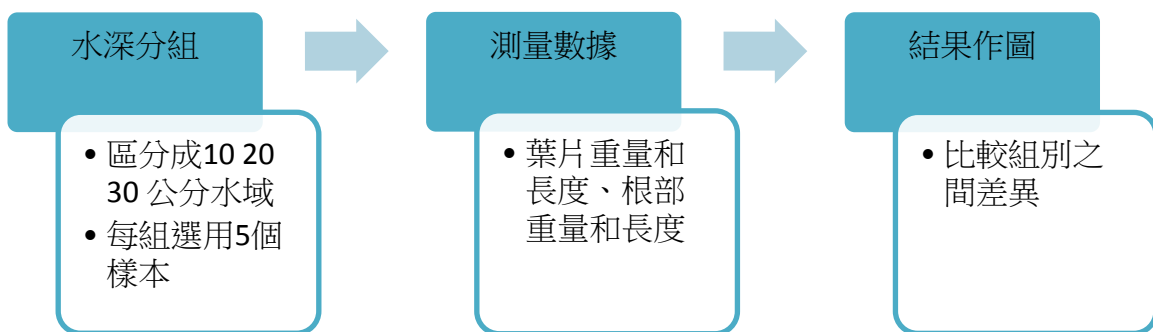 水深分組
• 區分成10 20
30 公分水域
• 每組選用5個
樣本
測量數據
• 葉片重量和
長度、根部
重量和長度
結果作圖
• 比較組別之
間差異